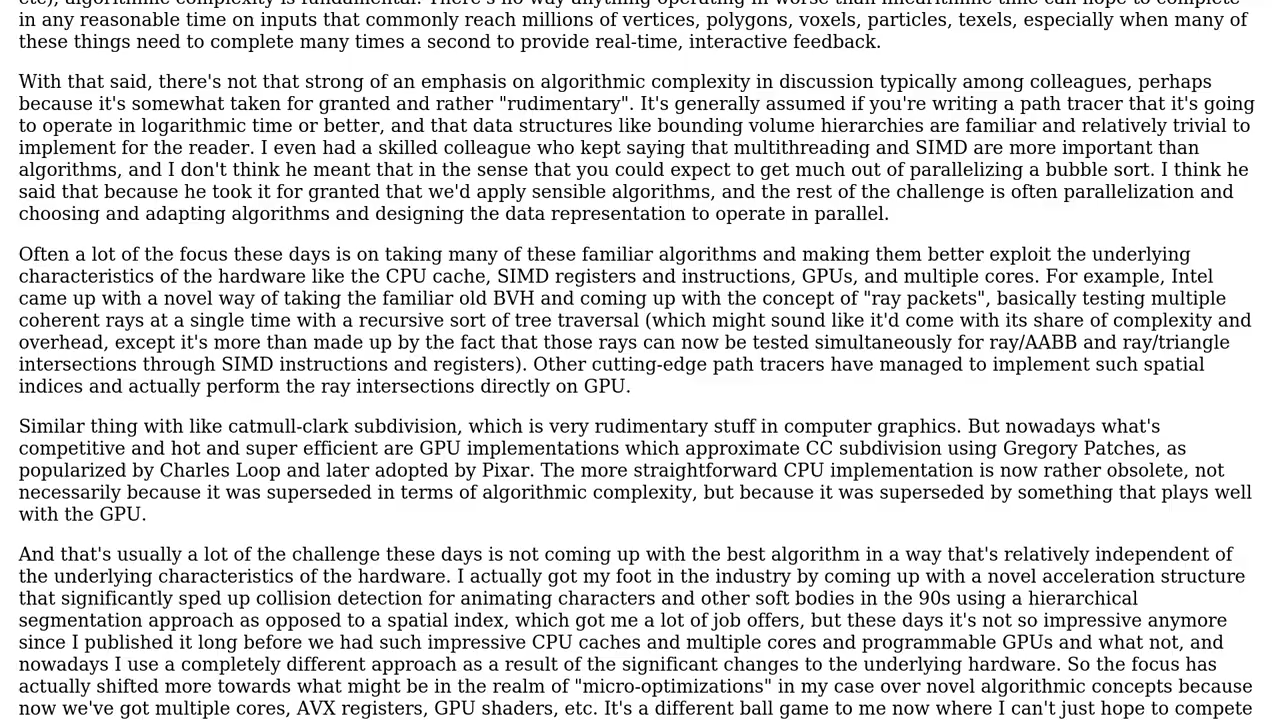 etc), algorithmic complexity is fundamental. There's no way anything operating in worse than linearithmic time can hope to complete
in any reasonable time on inputs that commonly reach millions of vertices, polygons, voxels, particles, texels, especially when many of
these things need to complete many times a second to provide real-time, interactive feedback.
With that said, there's not that strong of an emphasis on algorithmic complexity in discussion typically among colleagues, perhaps
because it's somewhat taken for granted and rather "rudimentary". It's generally assumed if you're writing a path tracer that it's going
to operate in logarithmic time or better, and that data structures like bounding volume hierarchies are familiar and relatively trivial to
implement for the reader. I even had a skilled colleague who kept saying that multithreading and SIMD are more important than
algorithms, and I don't think he meant that in the sense that you could expect to get much out of parallelizing a bubble sort. I think he
said that because he took it for granted that we'd apply sensible algorithms, and the rest of the challenge is often parallelization and
choosing and adapting algorithms and designing the data representation to operate in parallel.
Often a lot of the focus these days is on taking many of these familiar algorithms and making them better exploit the underlying
characteristics of the hardware like the CPU cache, SIMD registers and instructions, GPUs, and multiple cores. For example, Intel
came up with a novel way of taking the familiar old BVH and coming up with the concept of "ray packets", basically testing multiple
coherent rays at a single time with a recursive sort of tree traversal (which might sound like it'd come with its share of complexity and
overhead, except it's more than made up by the fact that those rays can now be tested simultaneously for ray/AABB and ray/triangle
intersections through SIMD instructions and registers). Other cutting-edge path tracers have managed to implement such spatial
indices and actually perform the ray intersections directly on GPU.
Similar thing with like catmull-clark subdivision, which is very rudimentary stuff in computer graphics. But nowadays what's
competitive and hot and super efficient are GPU implementations which approximate CC subdivision using Gregory Patches, as
popularized by Charles Loop and later adopted by Pixar. The more straightforward CPU implementation is now rather obsolete, not
necessarily because it was superseded in terms of algorithmic complexity, but because it was superseded by something that plays well
with the GPU.
And that's usually a lot of the challenge these days is not coming up with the best algorithm in a way that's relatively independent of
the underlying characteristics of the hardware. I actually got my foot in the industry by coming up with a novel acceleration structure
that significantly sped up collision detection for animating characters and other soft bodies in the 90s using a hierarchical
segmentation approach as opposed to a spatial index, which got me a lot of job offers, but these days it's not so impressive anymore
since I published it long before we had such impressive CPU caches and multiple cores and programmable GPUs and what not, and
nowadays I use a completely different approach as a result of the significant changes to the underlying hardware. So the focus has
actually shifted more towards what might be in the realm of "micro-optimizations" in my case over novel algorithmic concepts because
now we've got multiple cores, AVX registers, GPU shaders, etc. It's a different ball game to me now where I can't just hope to compete